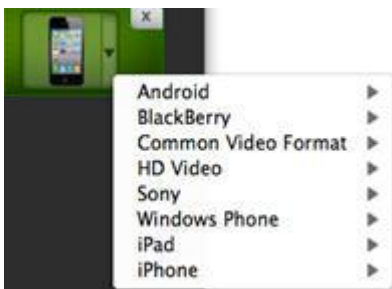 X
Android
BlackBerry
Common Video Format
HD Video
Sony
Windows Phone
iPad
iPhone